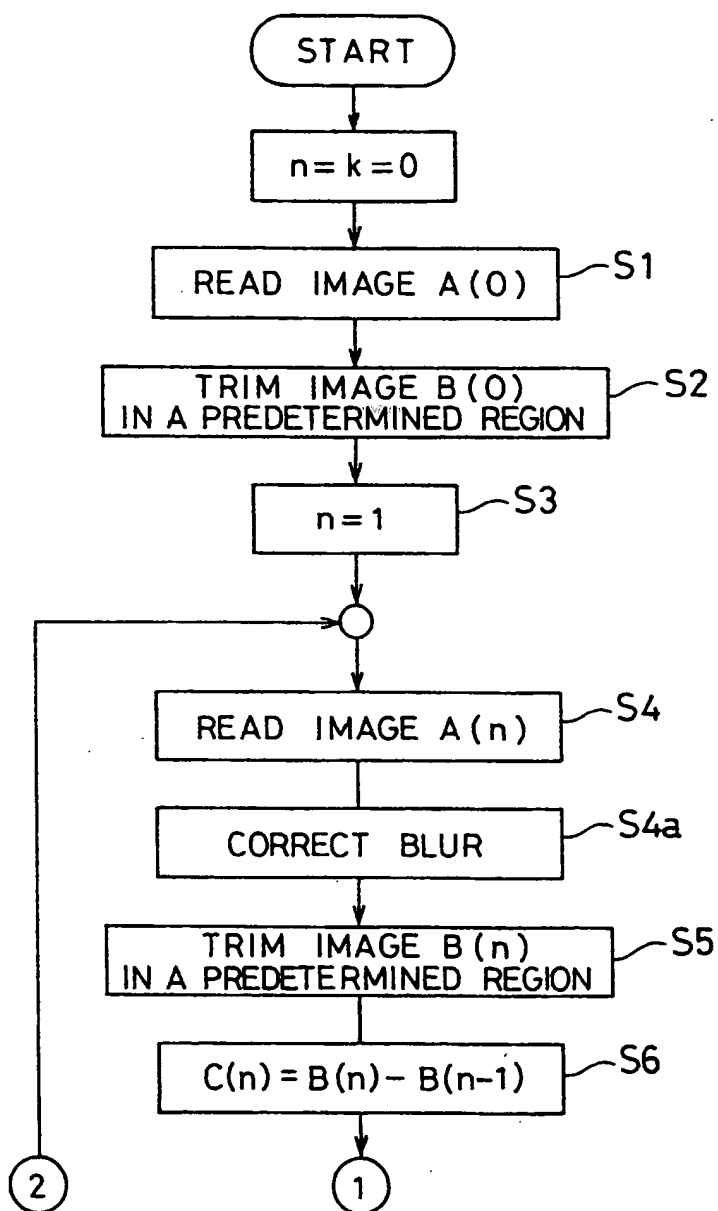 START
n=k=0
READ IMAGE A(0)
S1
TRIM IMAGE B(0)
IN A PREDETERMINED REGION
S2
n=1
S3
READ IMAGE A(n)
S4
CORRECT BLUR
S4a
TRIM IMAGE B(n)
IN A PREDETERMINED REGION
S5
C(n)=B(n)-B(n-1)
S6
2
1